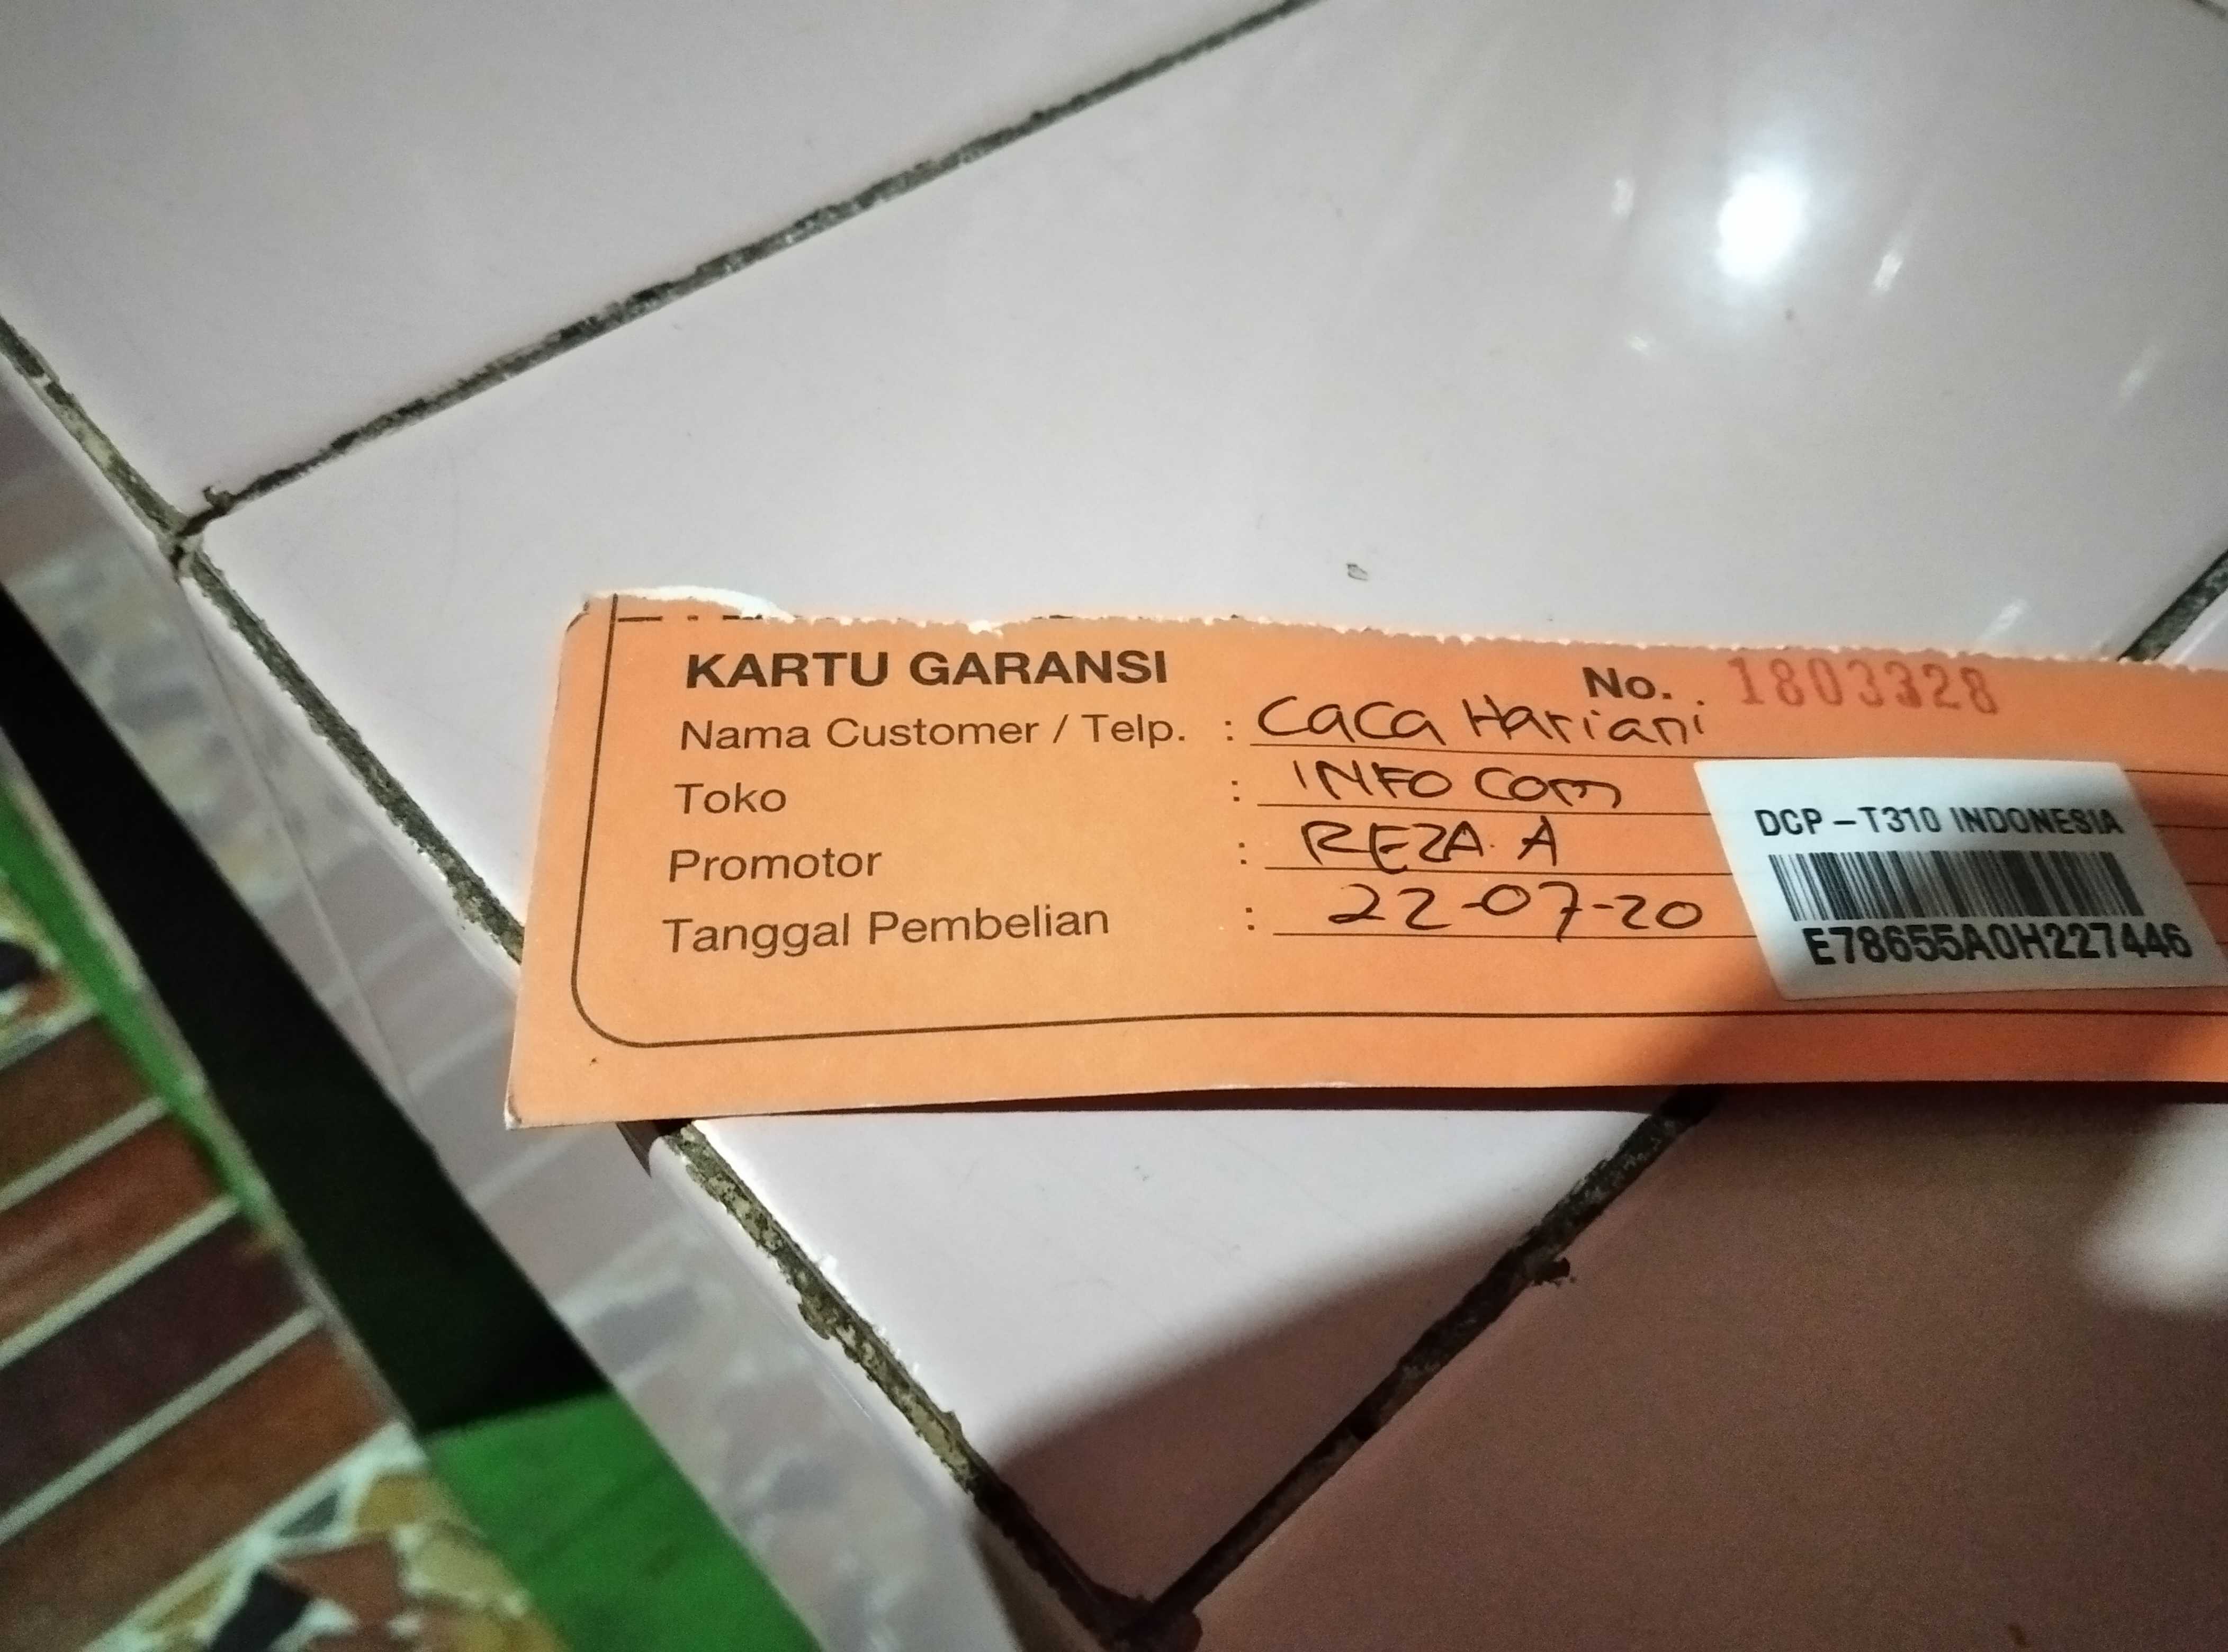 KARTU GARANSI No. 1803328
Nama Customer / Telp. : Caca Hariani
Toko : INFO Com
Promotor : REZA. A
Tanggal Pembelian : 22-07-20
DCP-T310 INDONESIA
E78655A0H227446